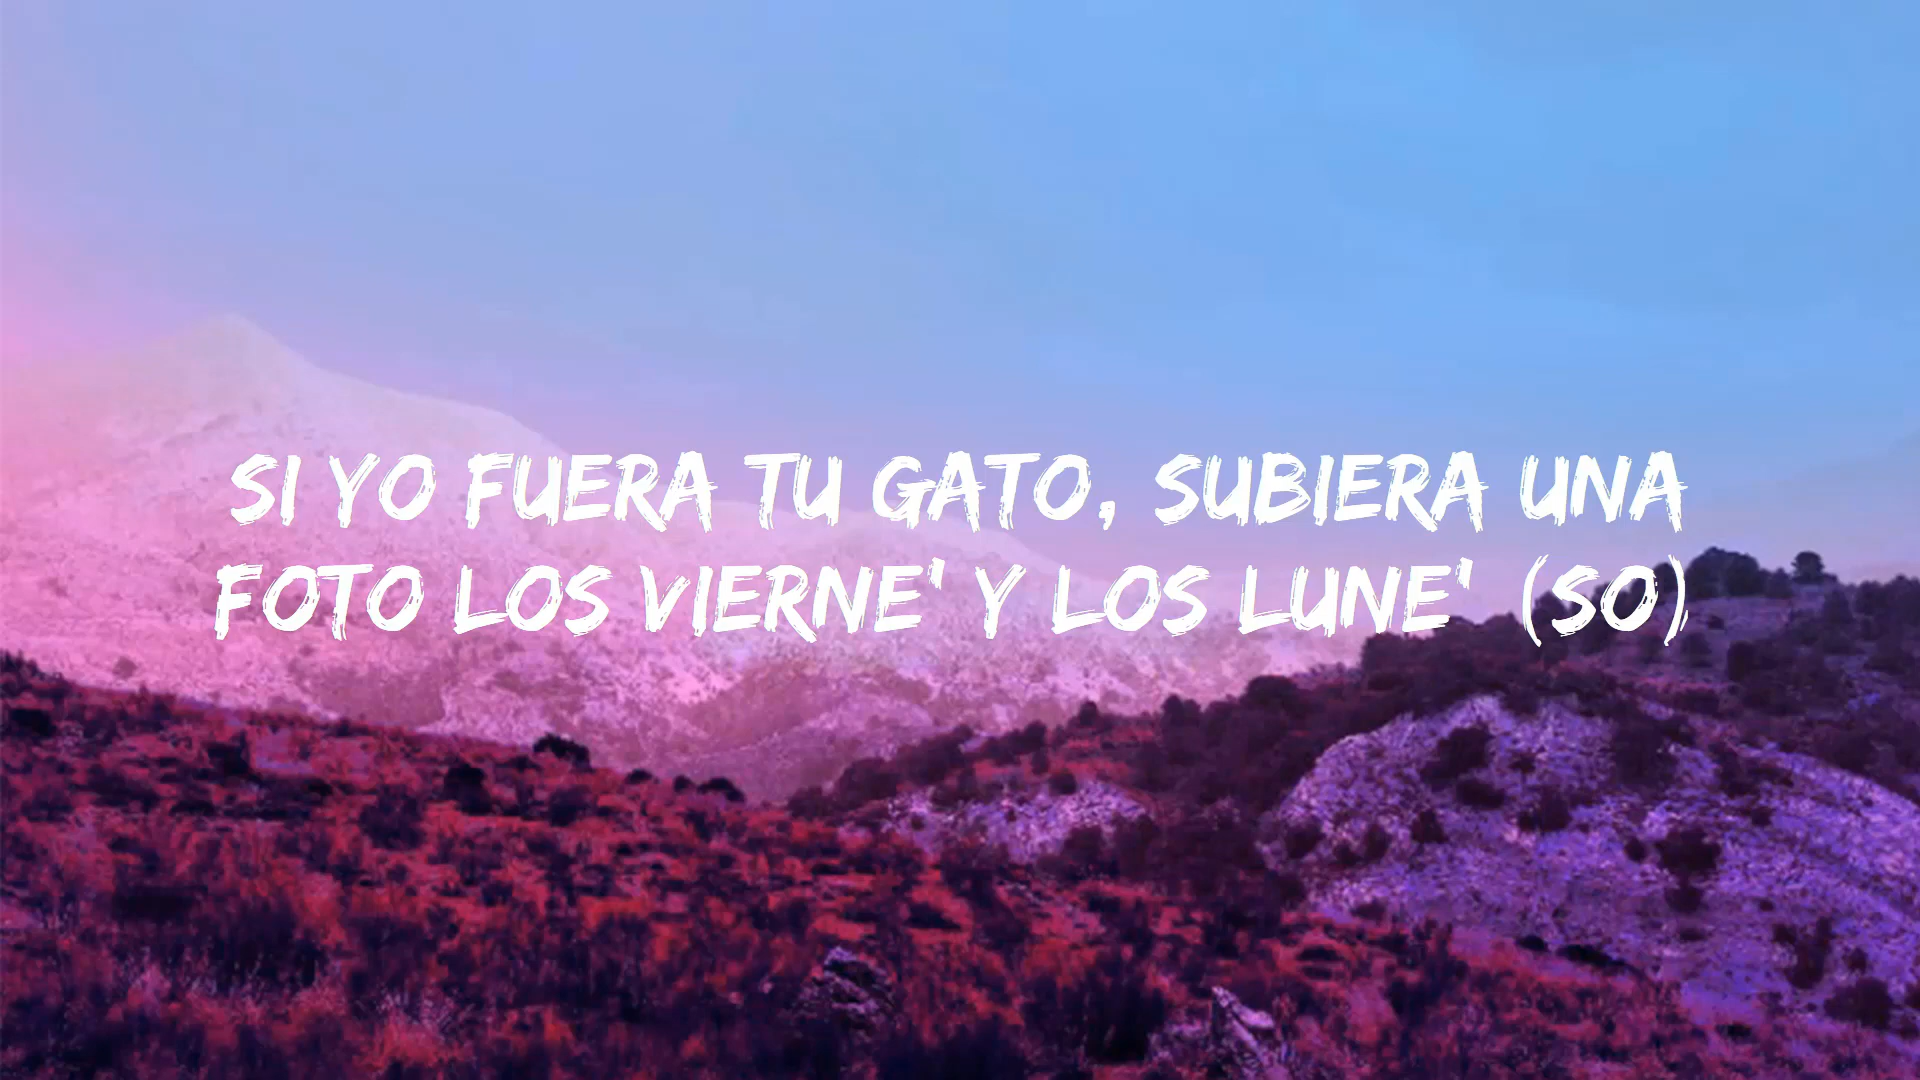 SI YO FUERA TU GATO, SUBIERA UNA
FOTO LOS VIERNE' Y LOS LUNE' (SO)